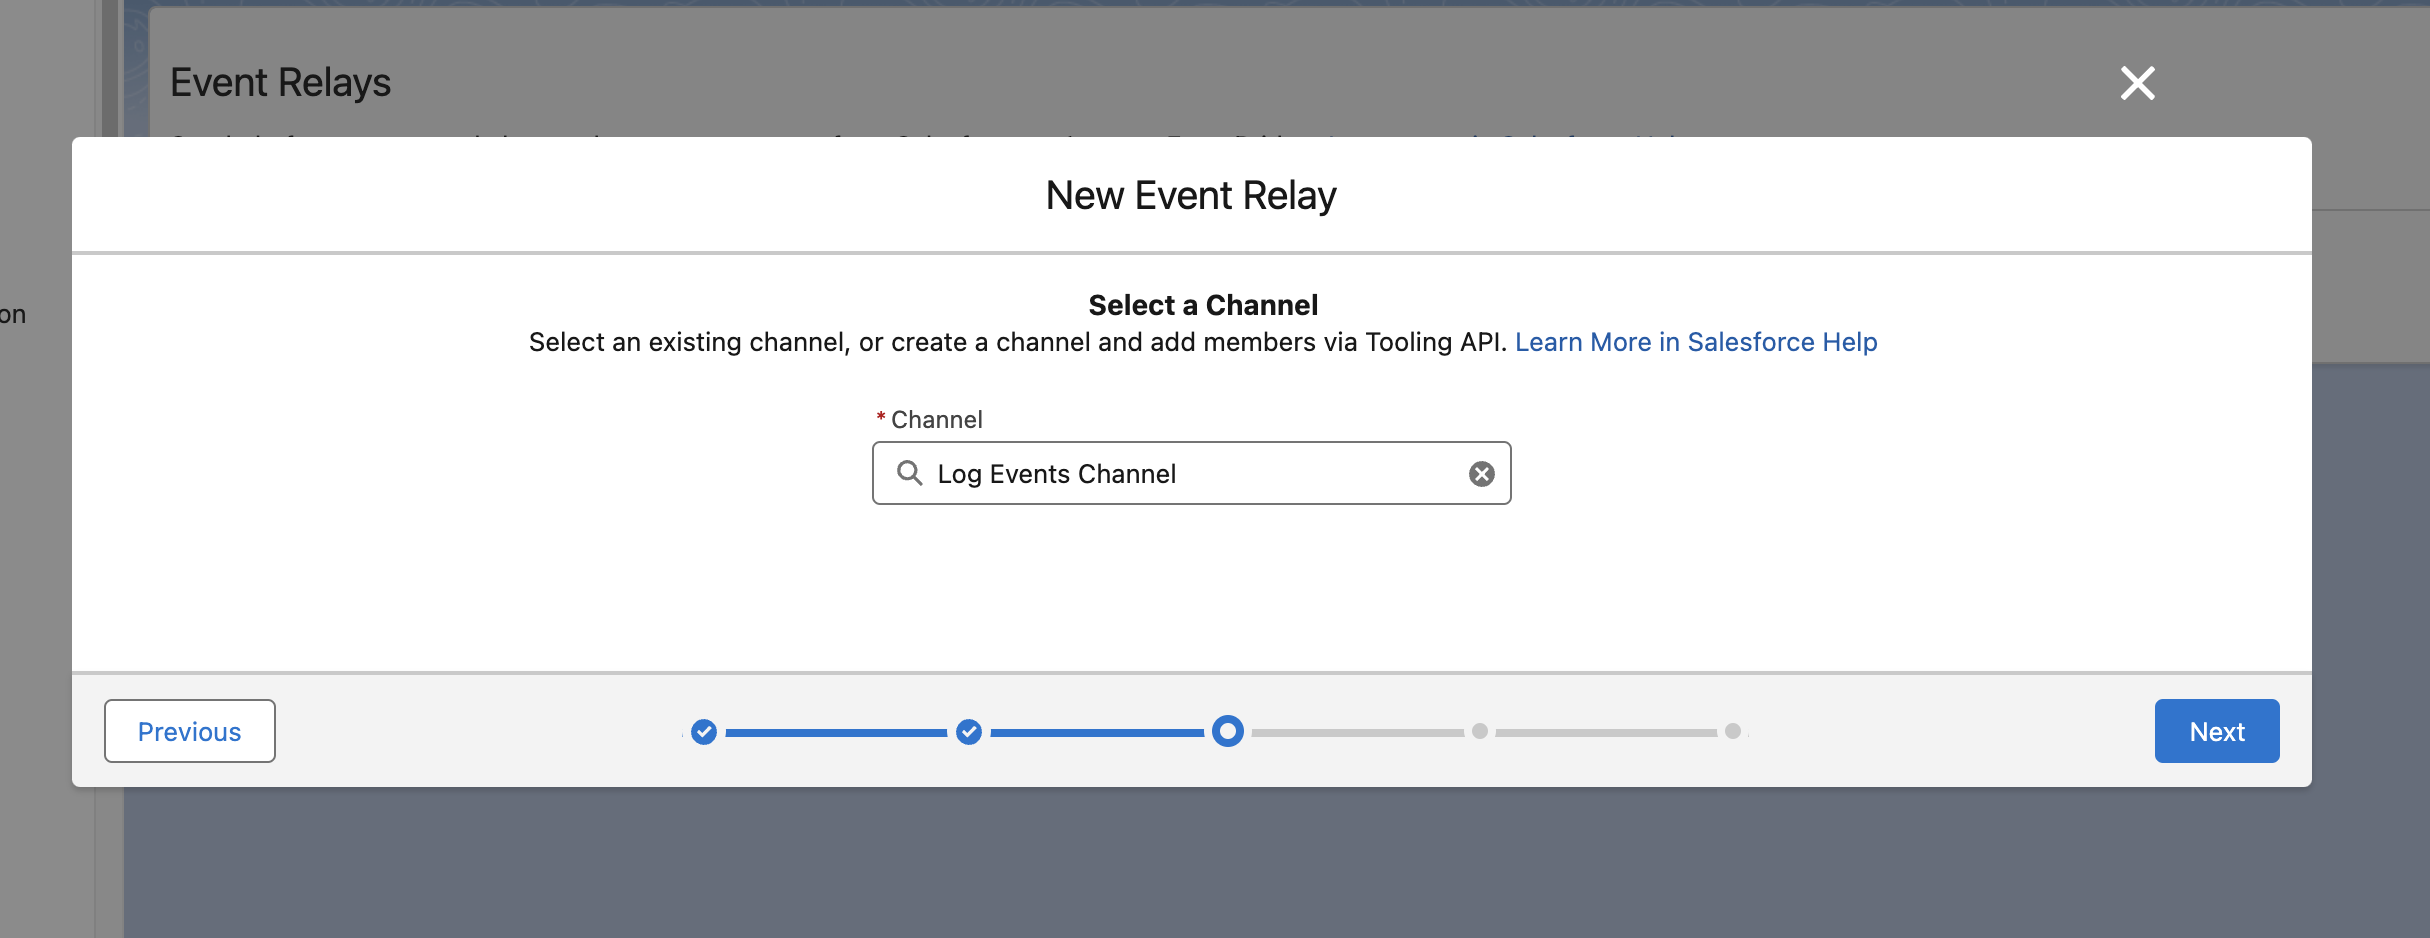 Event Relays
New Event Relay
Select a Channel
Select an existing channel, or create a channel and add members via Tooling API. Learn More in Salesforce Help
on
* Channel
Log Events Channel
Previous
Next